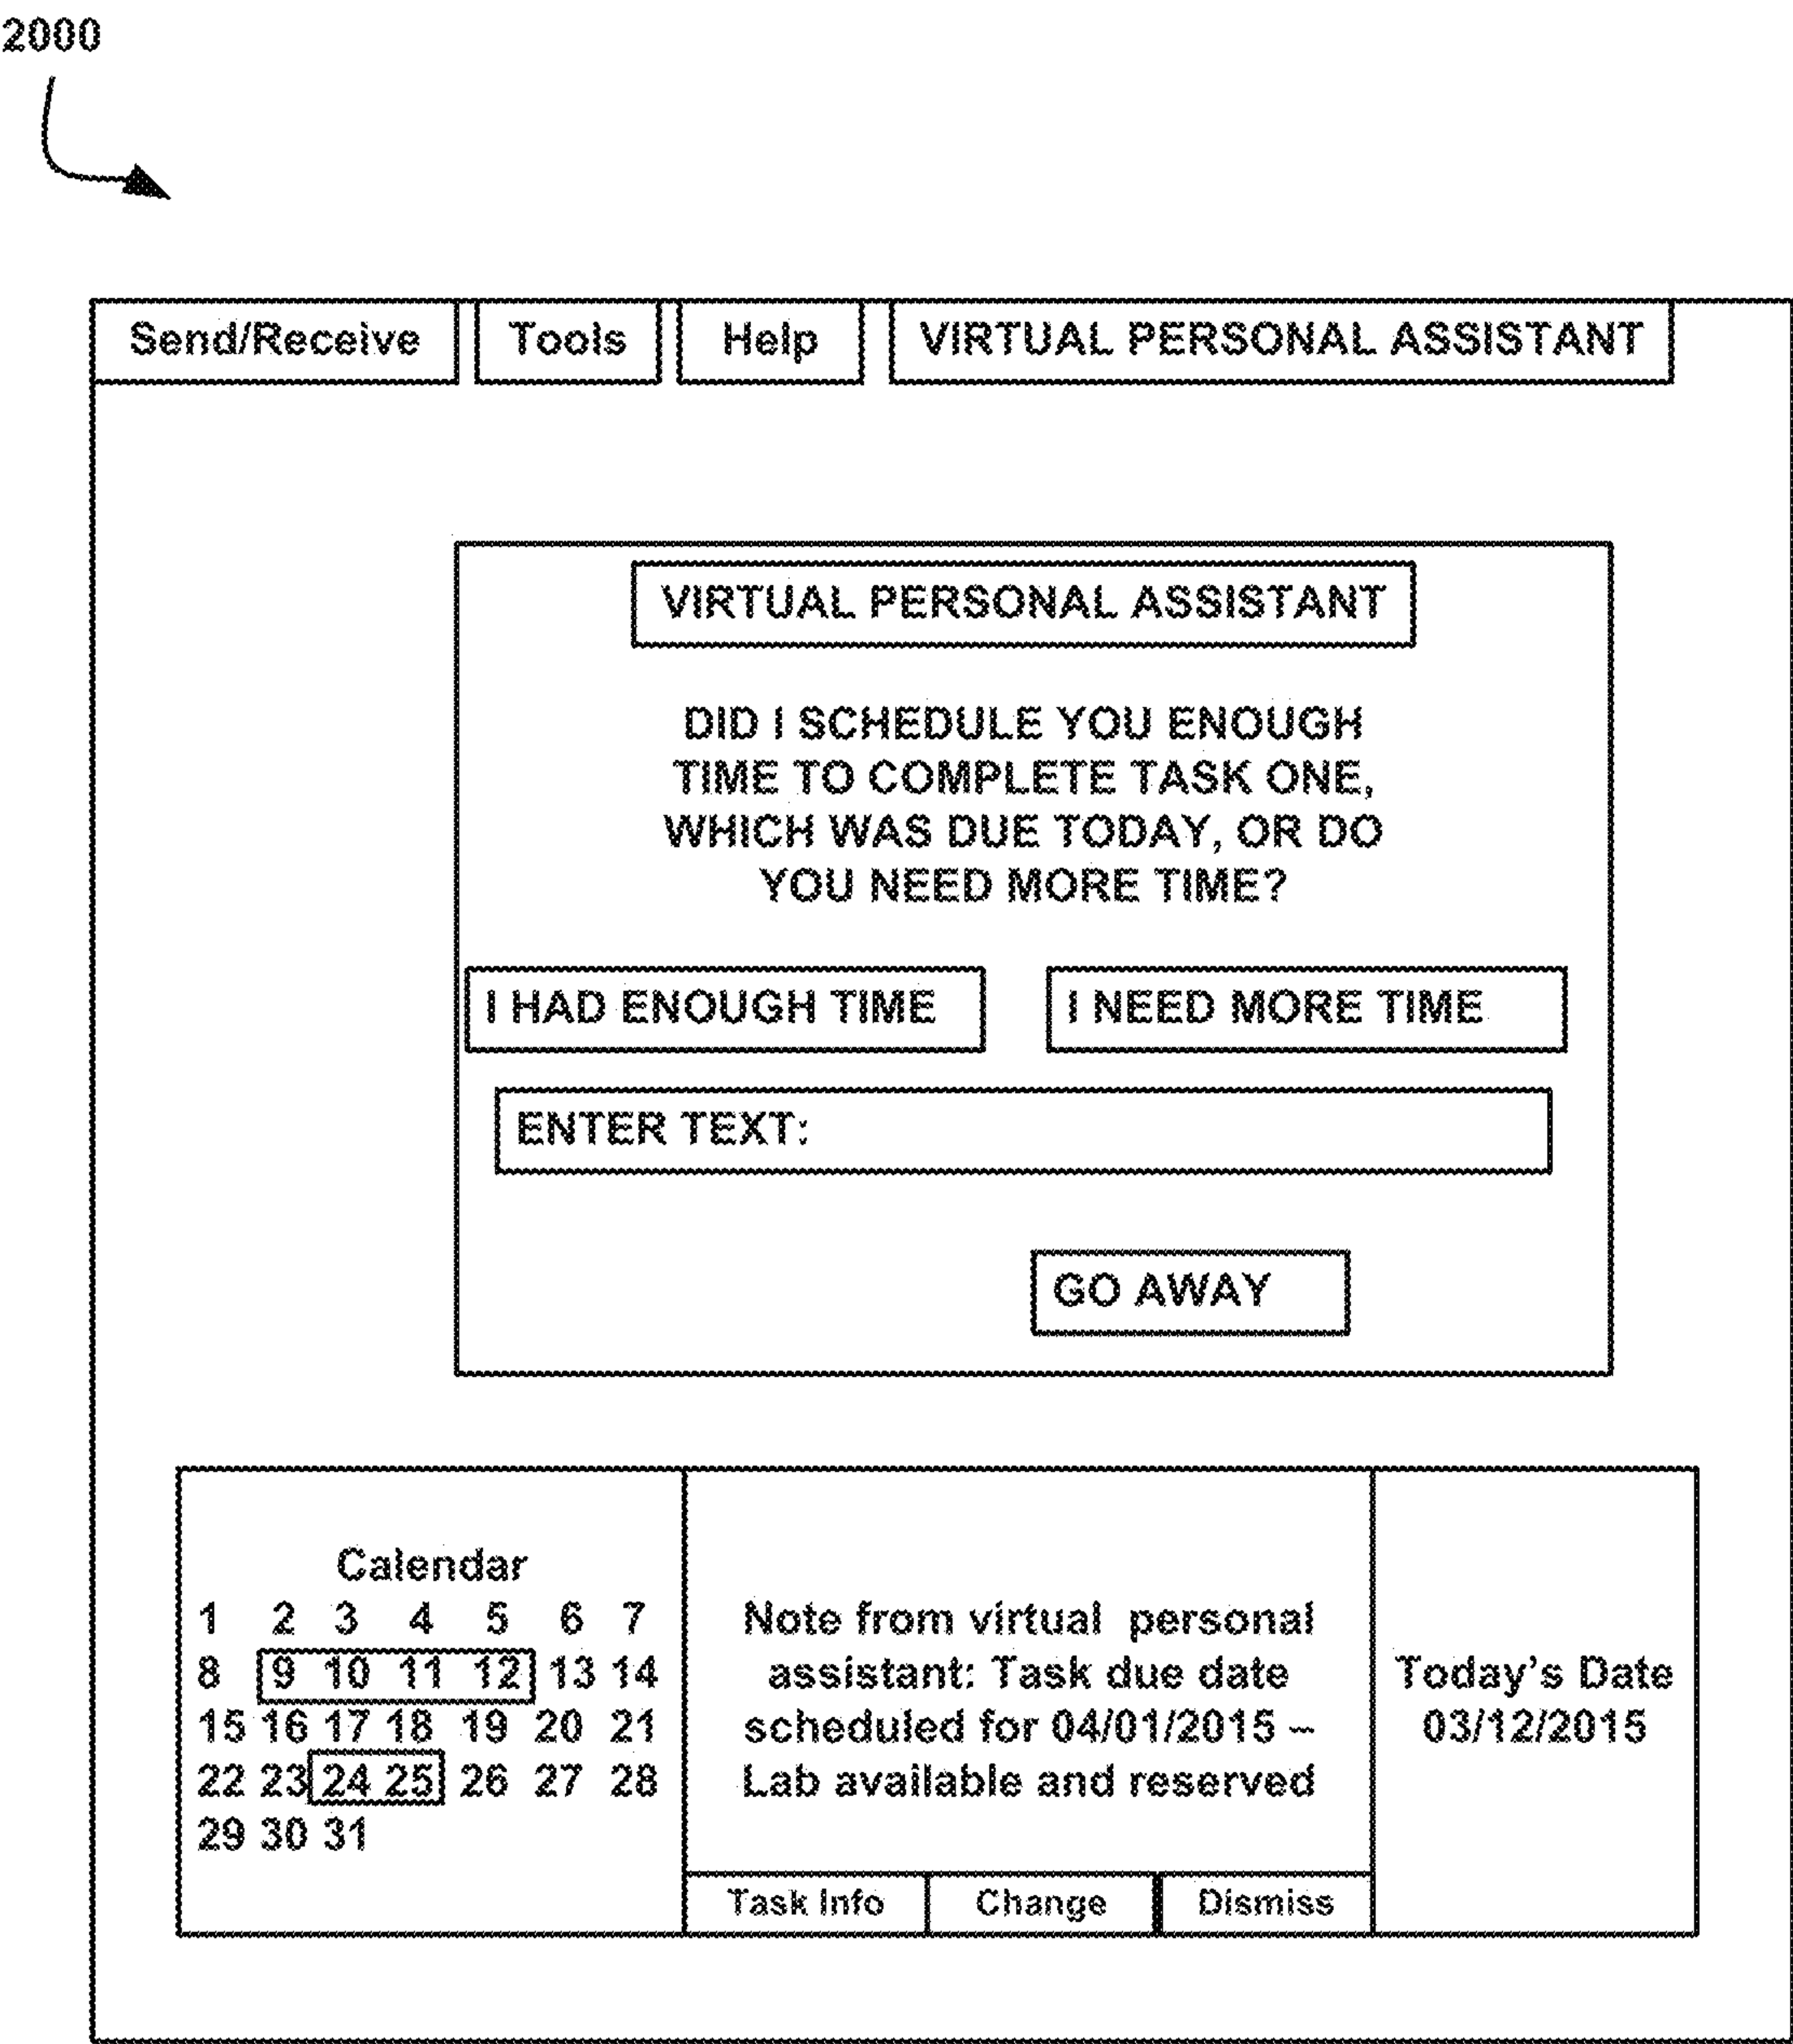 2000
Send/Receive Tools Help VIRTUAL PERSONAL ASSISTANT
VIRTUAL PERSONAL ASSISTANT
DID I SCHEDULE YOU ENOUGH
TIME TO COMPLETE TASK ONE,
WHICH WAS DUE TODAY, OR DO
YOU NEED MORE TIME?
I HAD ENOUGH TIME I NEED MORE TIME
ENTER TEXT:
GO AWAY
Calendar
1 2 3 4 5 6 7
8 9 10 11 12 13 14
15 16 17 18 19 20 21
22 23 24 25 26 27 28
29 30 31
Note from virtual personal
assistant: Task due date
scheduled for 04/01/2015 –
Lab available and reserved
Task Info Change Dismiss
Today's Date
03/12/2015